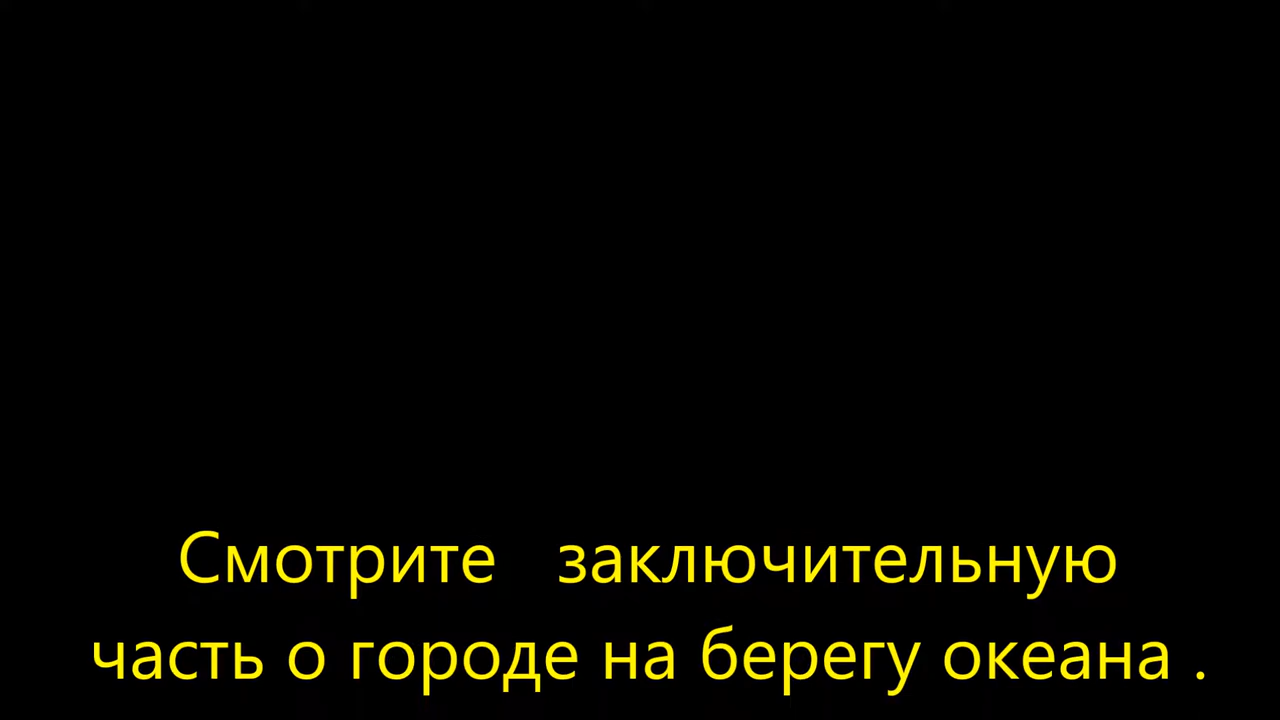 Смотрите заключительную
часть о городе на берегу океана .